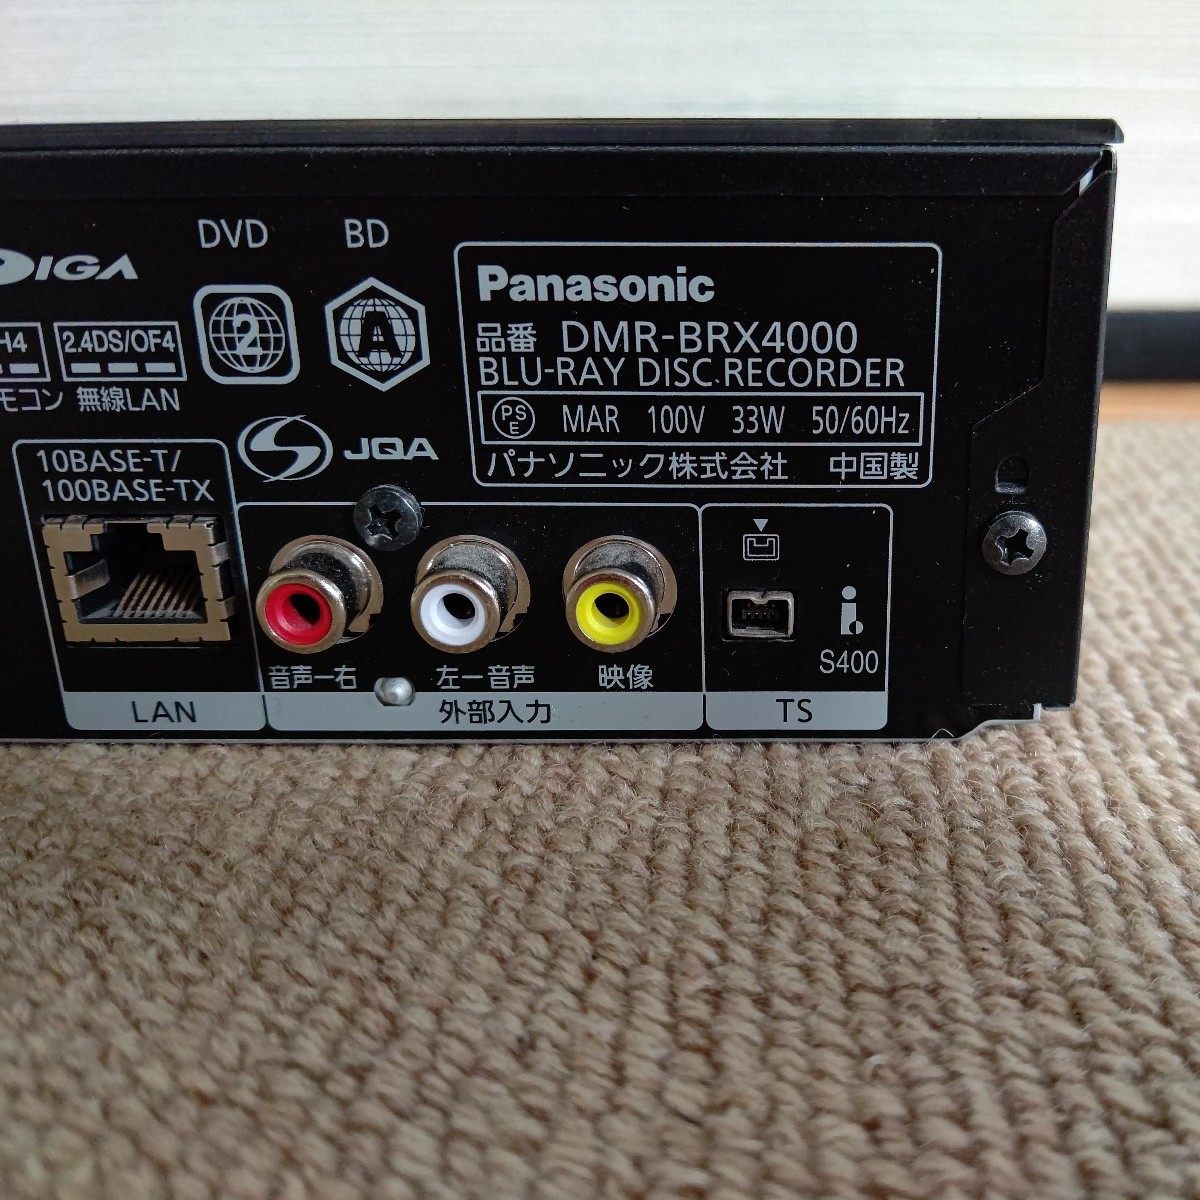 DIGA
DVD
BD
2
A
H4
2.4DS/OF4
モコン 無線LAN
Panasonic
品番 DMR-BRX4000
BLU-RAY DISC RECORDER
PSE MAR 100V 33W 50/60Hz
パナソニック株式会社 中国製
JQA
10BASE-T/
100BASE-TX
音声ー右
左ー音声
映像
i.
S400
LAN
外部入力
TS